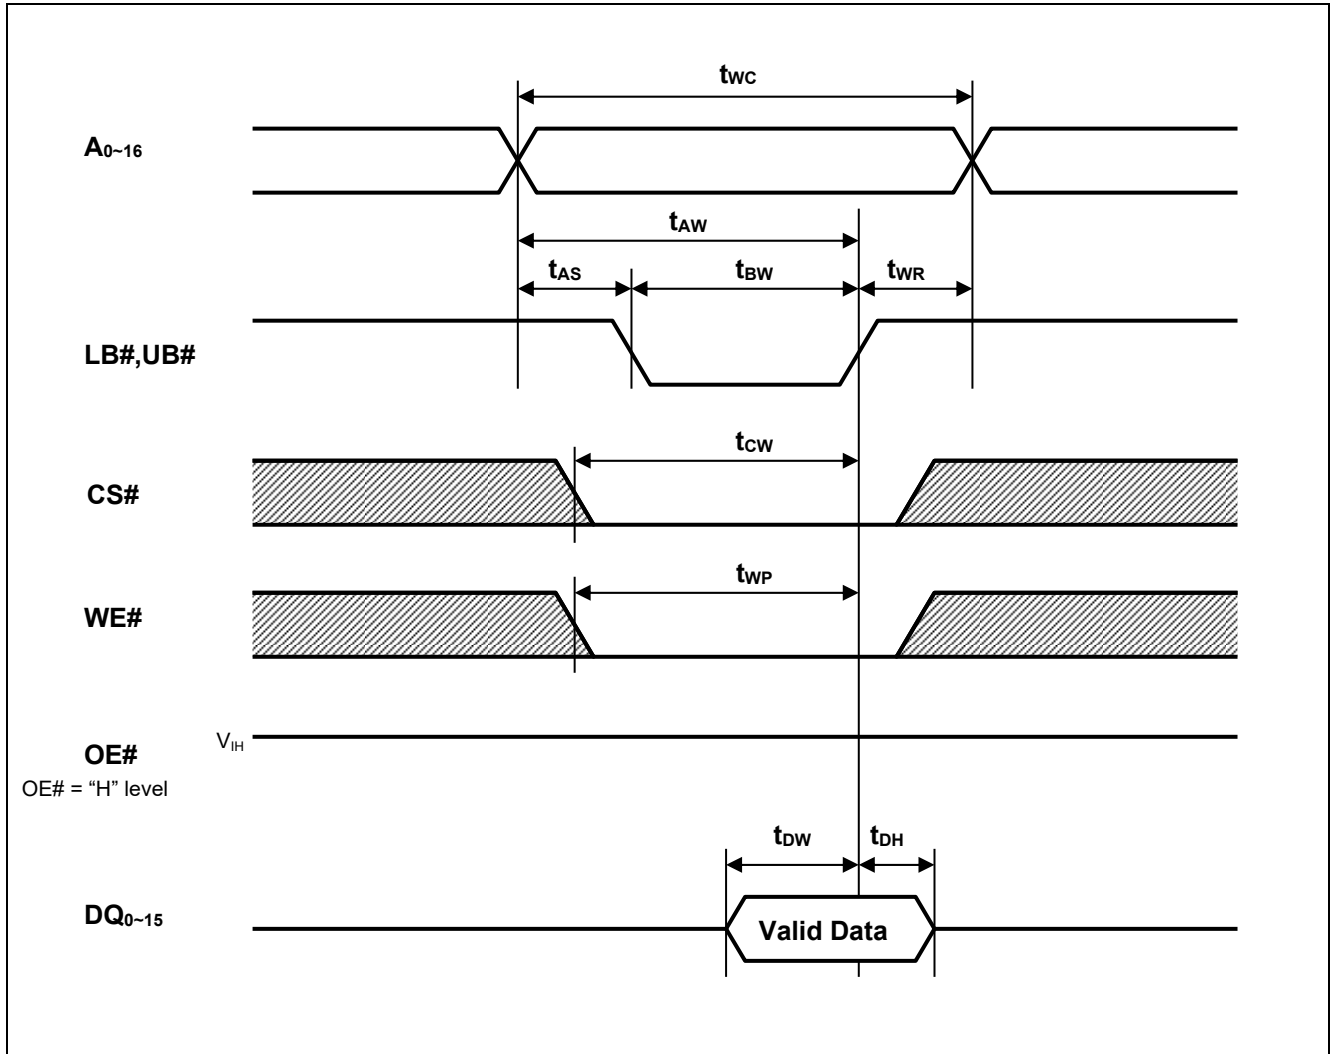 tWC
A0~16
tAW
tAS tBW tWR
LB#,UB#
tCW
CS#
tWP
WE#
VIH
OE#
OE# = “H” level
tDW tDH
DQ0~15
Valid Data